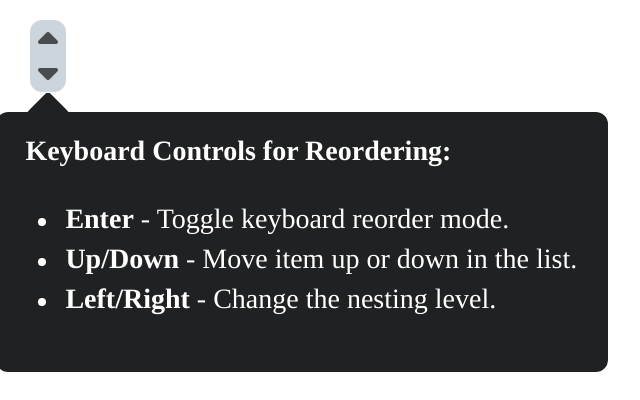 Keyboard Controls for Reordering:
• Enter - Toggle keyboard reorder mode.
• Up/Down - Move item up or down in the list.
• Left/Right - Change the nesting level.